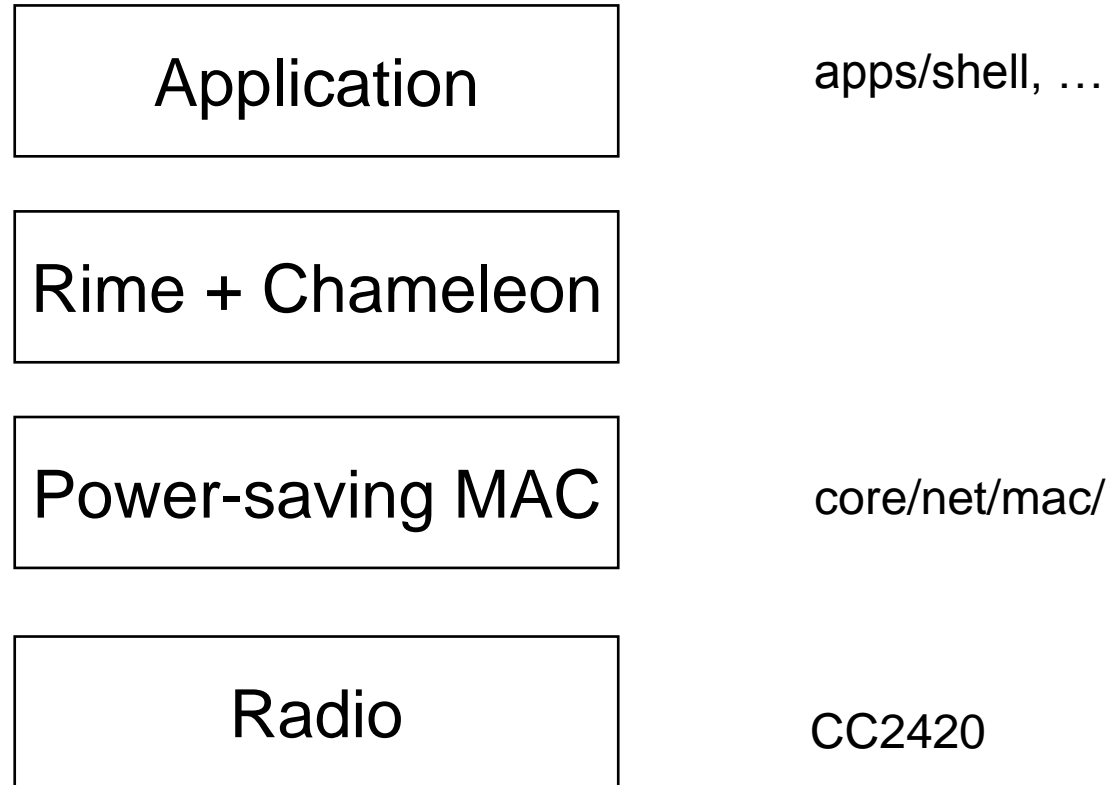 Application
apps/shell, …
Rime + Chameleon
Power-saving MAC
core/net/mac/
Radio
CC2420